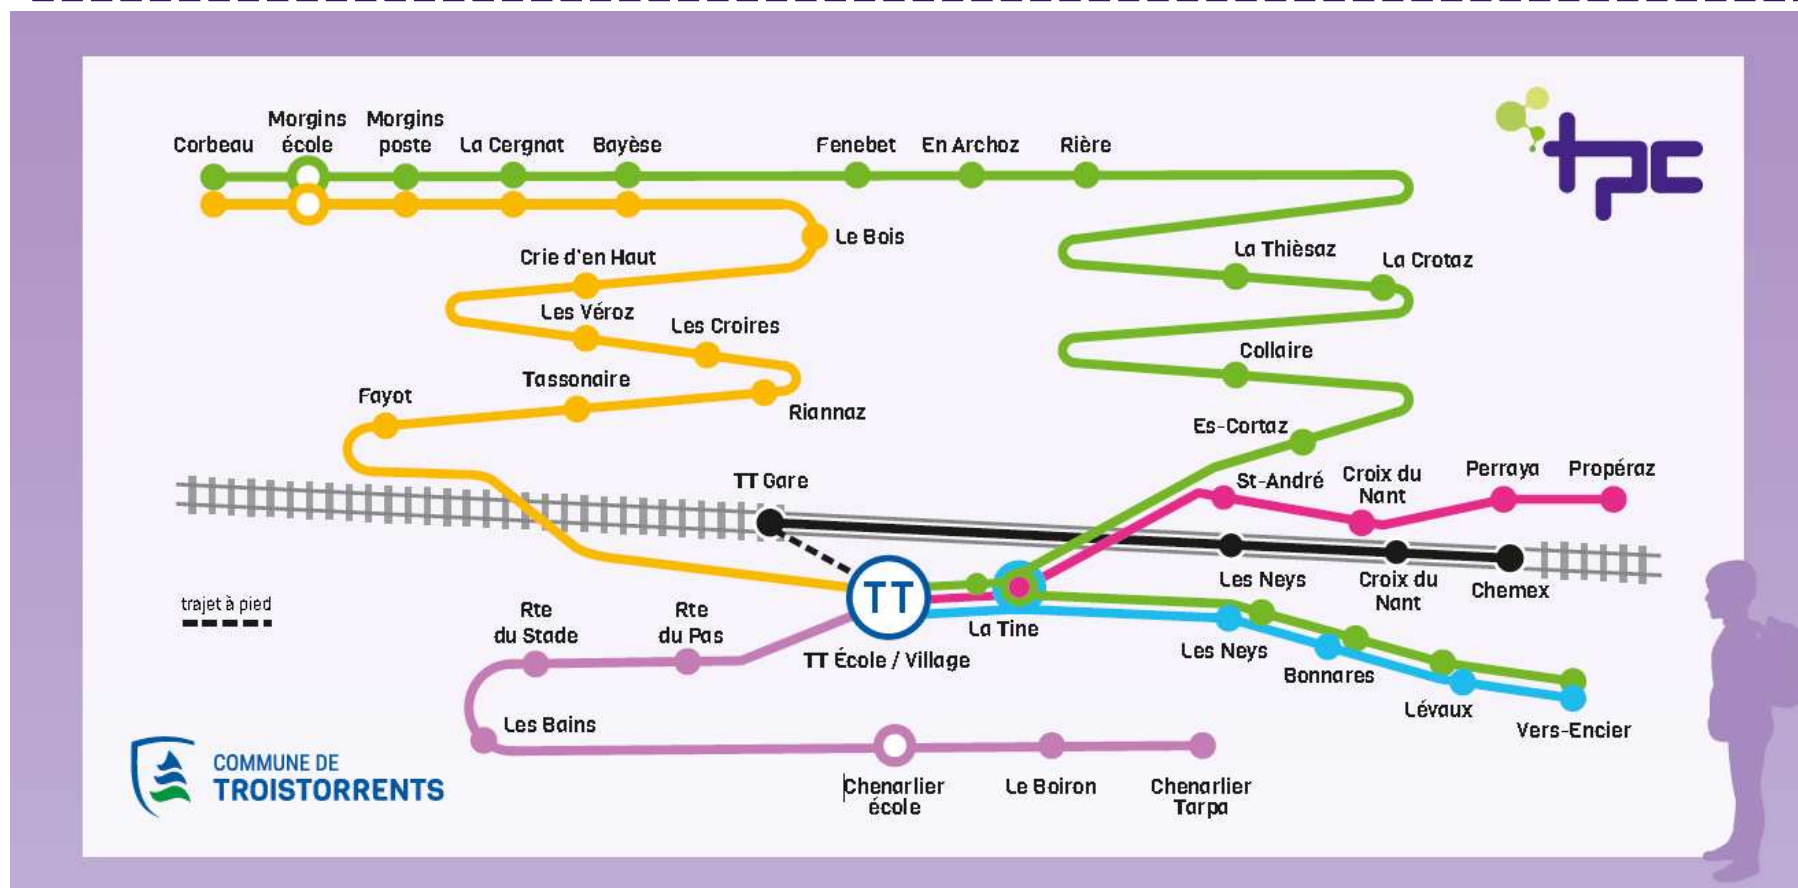 Morgins
école
Morgins
poste
Corbeau
La Cergnat
Bayèse
Fenebet
En Archoz
Rière
tpc
Le Bois
Crie d'en Haut
La Thièsaz
La Crotaz
Les Véroz
Les Croires
Collaire
Tassonaire
Fayot
Riannaz
Es-Cortaz
TT Gare
St-André
Croix du
Nant
Perraya
Propéraz
Les Neys
Croix du
Nant
Chemex
trajet à pied
Rte
du Stade
Rte
du Pas
TT
La Tine
TT École / Village
Les Neys
Bonnares
Lévaux
Vers-Encier
Les Bains
COMMUNE DE
TROISTORRENTS
Chenarlier
école
Le Boiron
Chenarlier
Tarpa